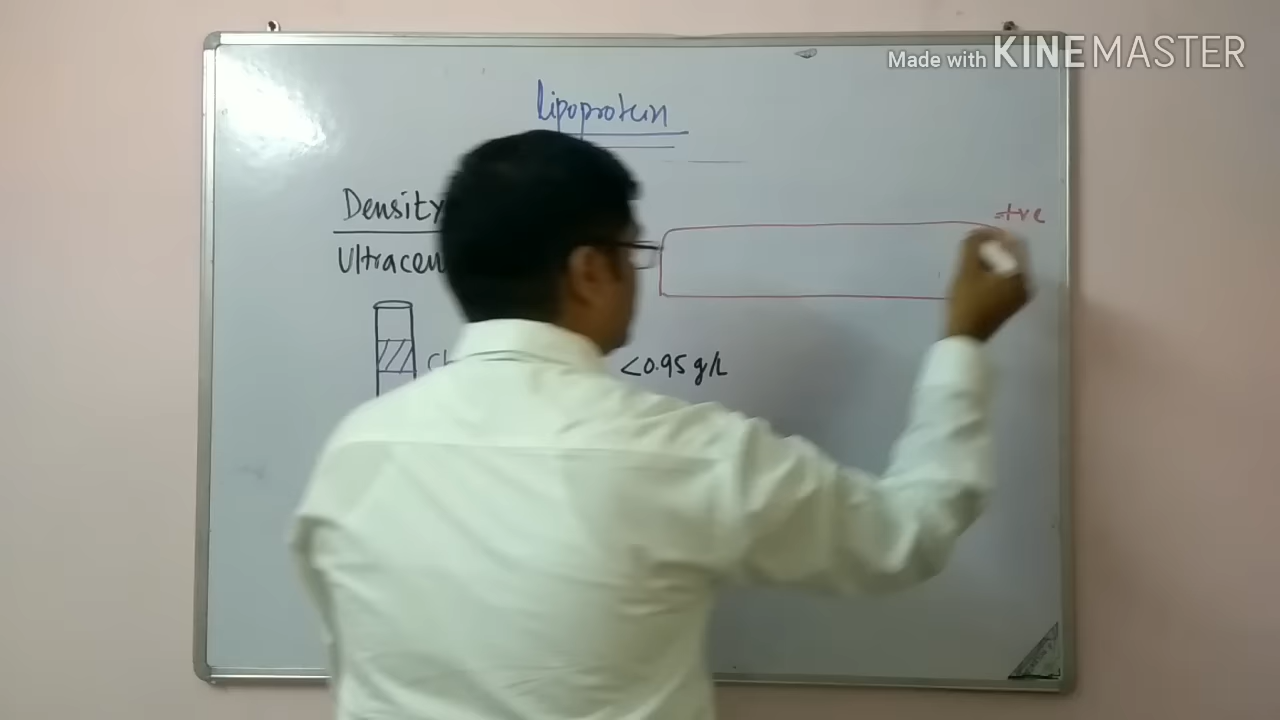 Made with KINEMASTER
Lipoprotein
Density
+ve
Ultracen
<0.95 g/L